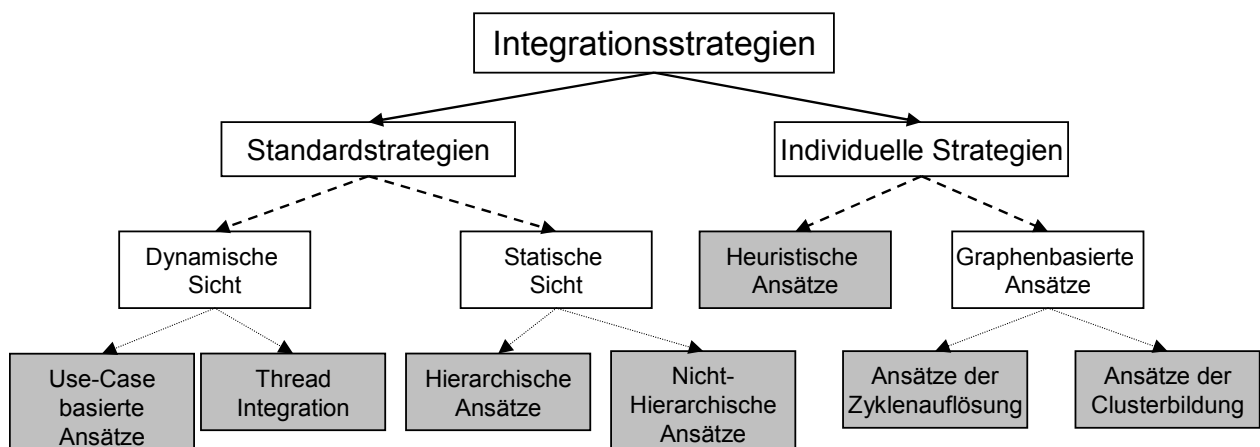 Integrationsstrategien
Standardstrategien
Individuelle Strategien
Dynamische
Sicht
Statische
Sicht
Heuristische
Ansätze
Graphenbasierte
Ansätze
Use-Case
basierte
Ansätze
Thread
Integration
Hierarchische
Ansätze
Nicht-
Hierarchische
Ansätze
Ansätze der
Zyklenauflösung
Ansätze der
Clusterbildung